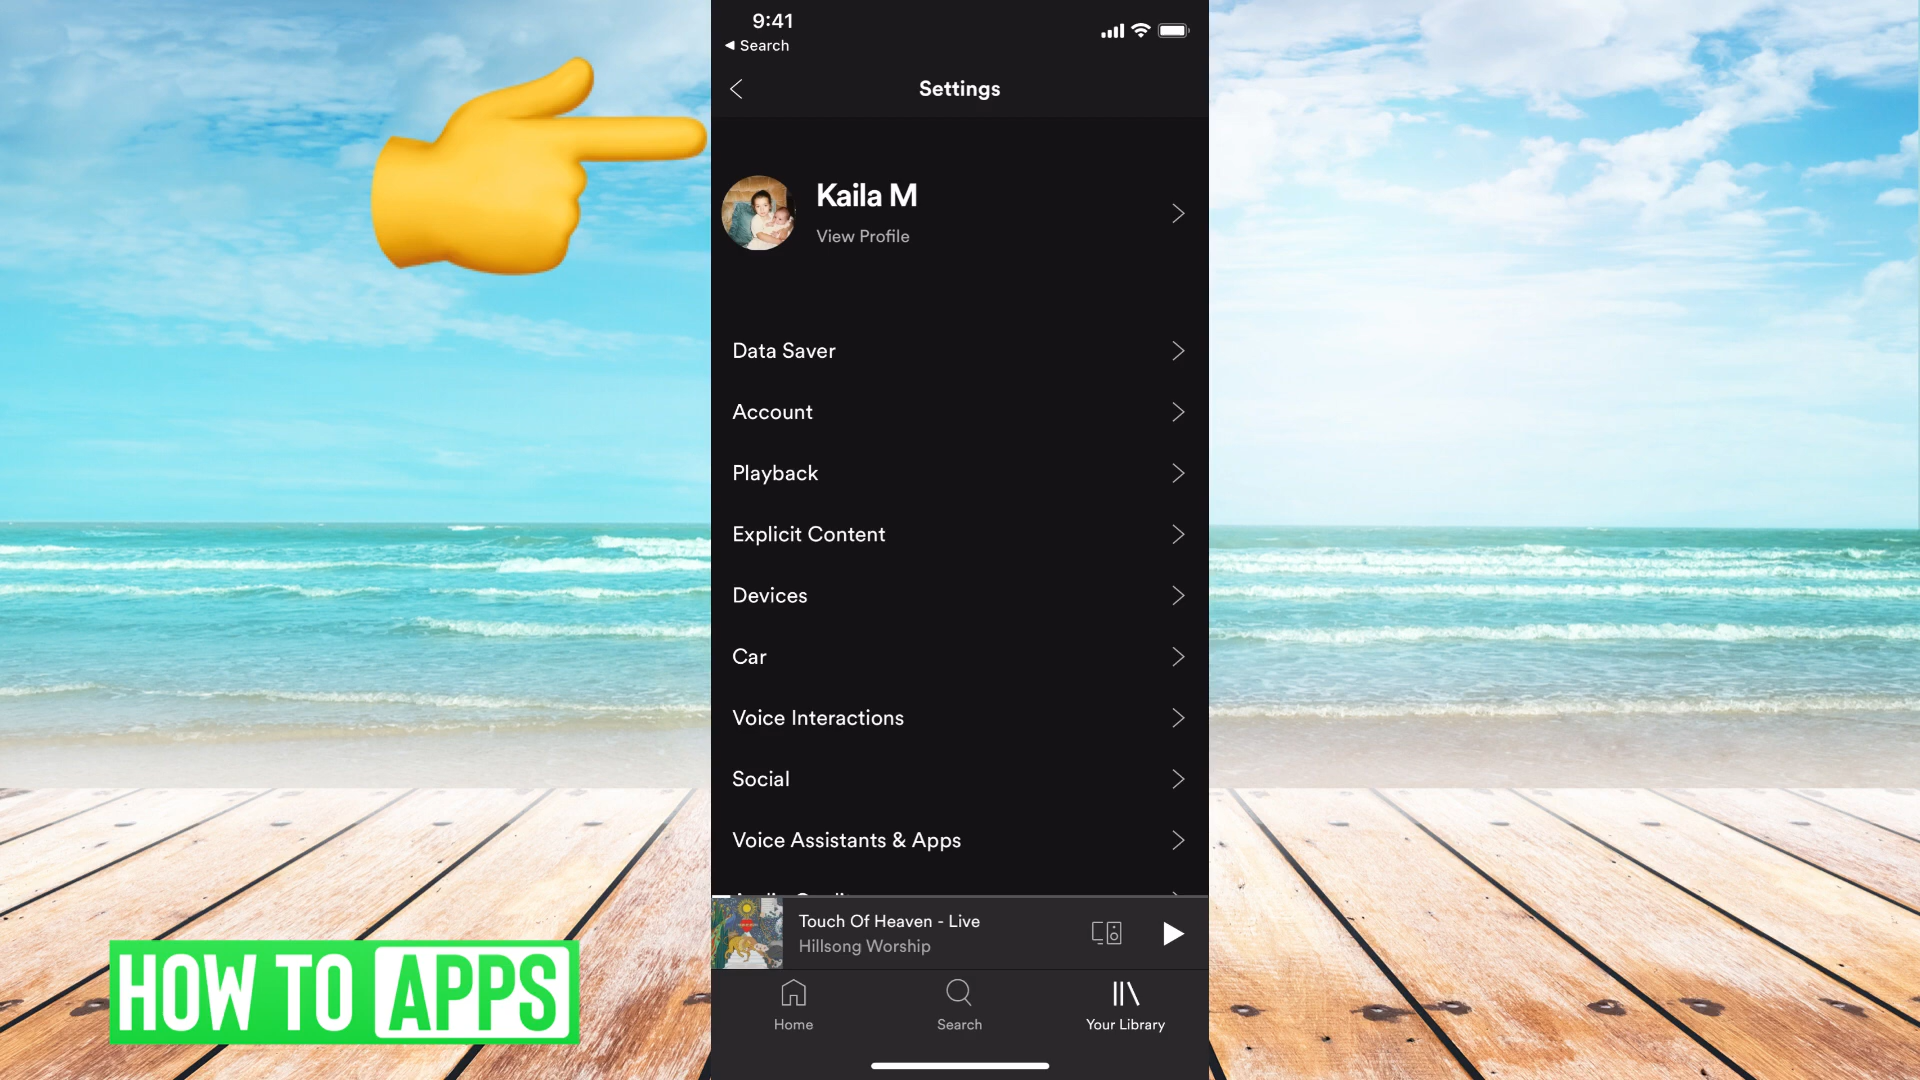 9:41
◀ Search
Settings
Kaila M
View Profile
Data Saver
Account
Playback
Explicit Content
Devices
Car
Voice Interactions
Social
Voice Assistants & Apps
Touch Of Heaven - Live
Hillsong Worship
Home
Search
Your Library
HOW TO APPS